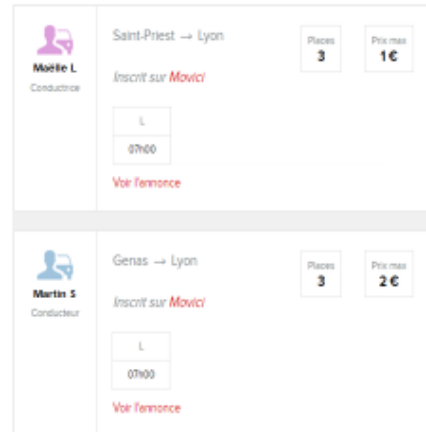 Saint-Priest → Lyon
Places
3
Prix max
1 €
Maëlle L
Conductrice
Inscrit sur Movici
L
07h00
Voir l'annonce
Genas → Lyon
Places
3
Prix max
2 €
Martin S
Conducteur
Inscrit sur Movici
L
07h00
Voir l'annonce